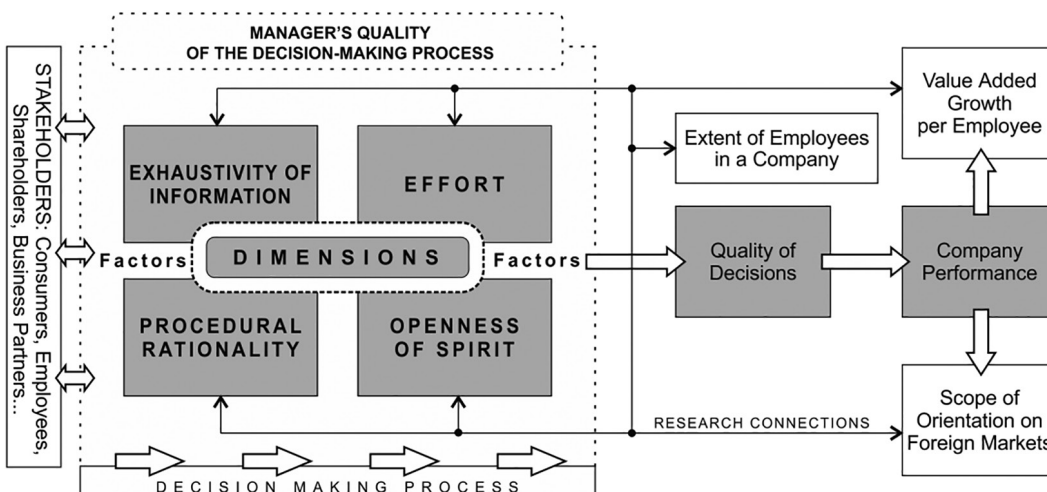 MANAGER'S QUALITY
OF THE DECISION-MAKING PROCESS
STAKEHOLDERS: Consumers, Employees,
Shareholders, Business Partners...
EXHAUSTIVITY OF
INFORMATION
EFFORT
Factors
DIMENSIONS
Factors
PROCEDURAL
RATIONALITY
OPENNESS
OF SPIRIT
DECISION MAKING PROCESS
Extent of Employees
in a Company
Quality of
Decisions
Value Added
Growth
per Employee
Company
Performance
RESEARCH CONNECTIONS
Scope of
Orientation on
Foreign Markets